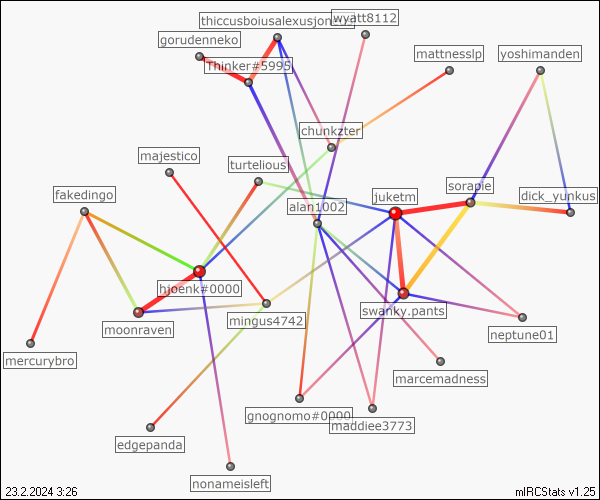 wyatt8112
thiccusboiusalexusjon
gorudenneko
Thinker#5995
mattnesslp
yoshimanden
chunkzter
majestico
turtelious
sorapie
fakedingo
juketm
dick_yunkus
alan1002
hjoenk#0000
swanky.pants
mingus4742
moonraven
neptune01
mercurybro
marcemadness
gnognomo#0000
maddiee3773
edgepanda
nonameisleft
23.2.2024 3:26
mIRCStats v1.25